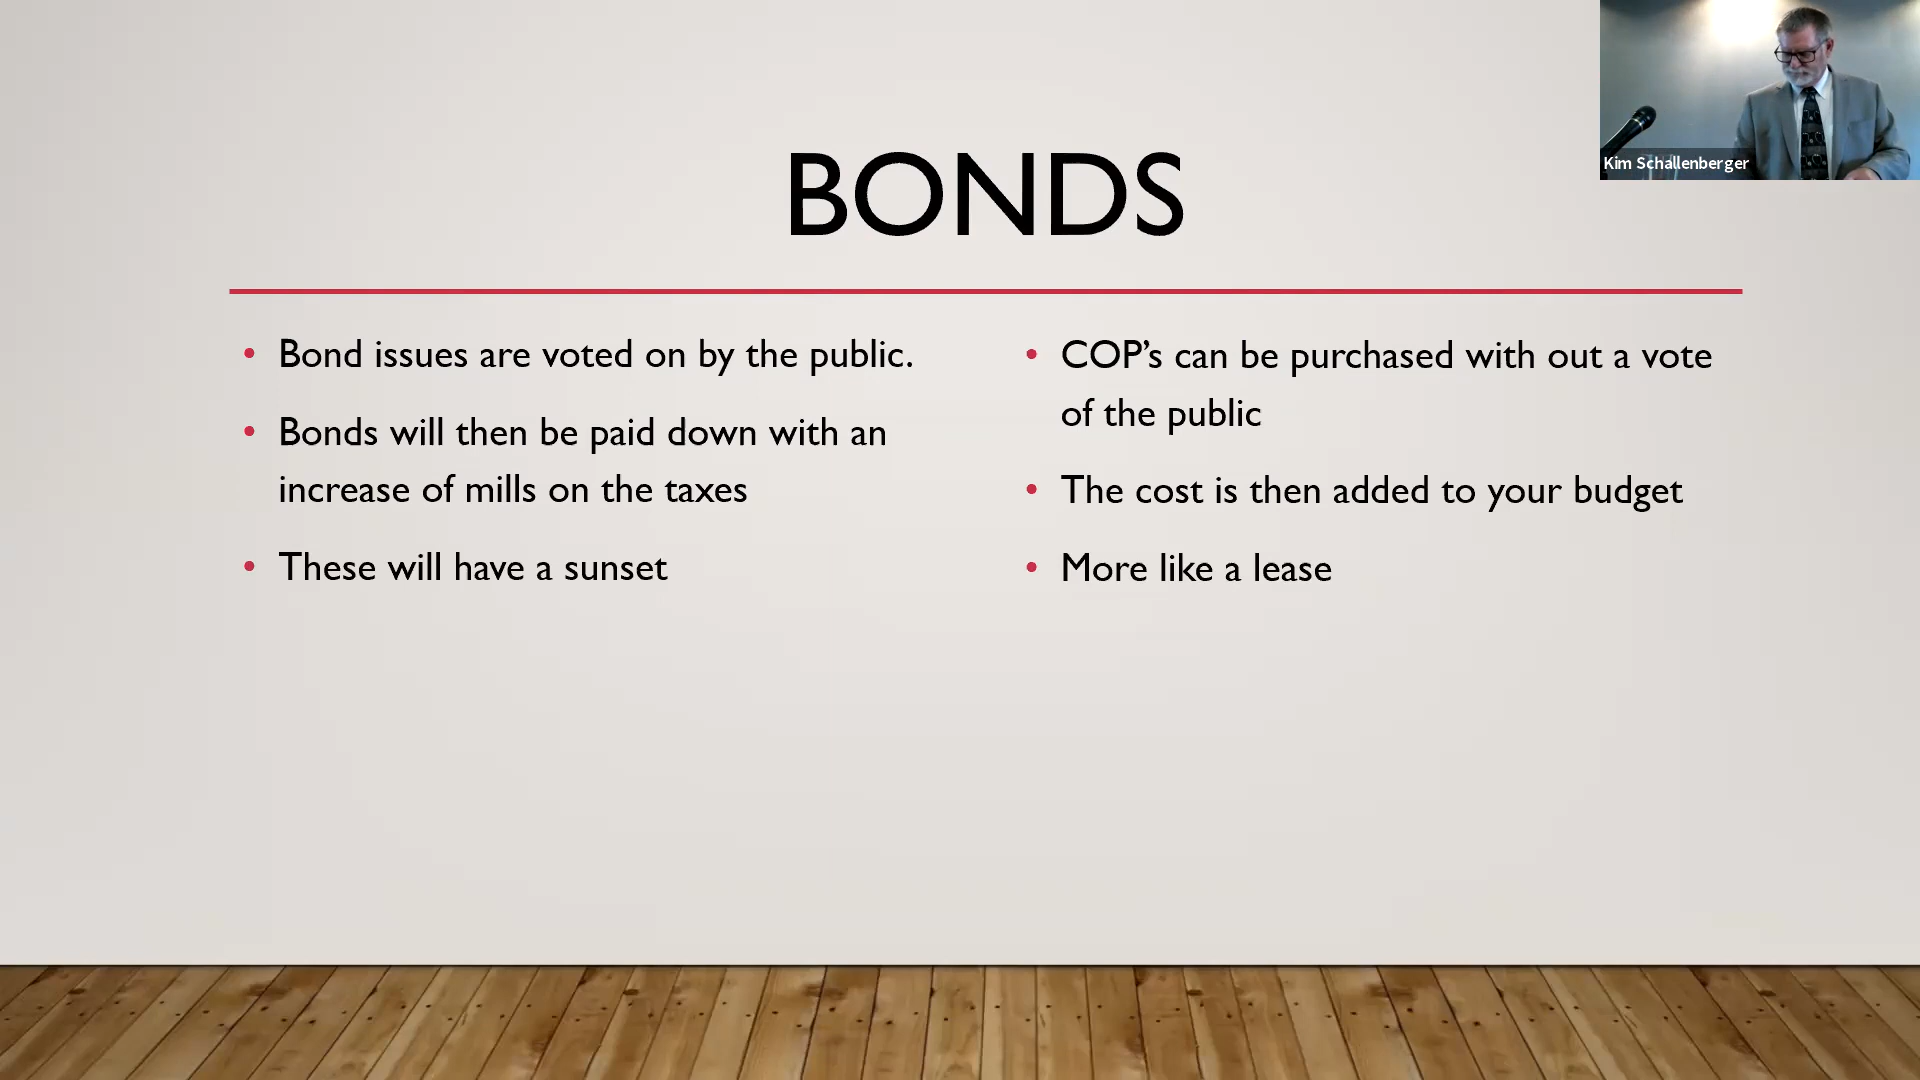 BONDS
Kim Schallenberger
• Bond issues are voted on by the public.
• Bonds will then be paid down with an
increase of mills on the taxes
• These will have a sunset
• COP’s can be purchased with out a vote
of the public
• The cost is then added to your budget
• More like a lease